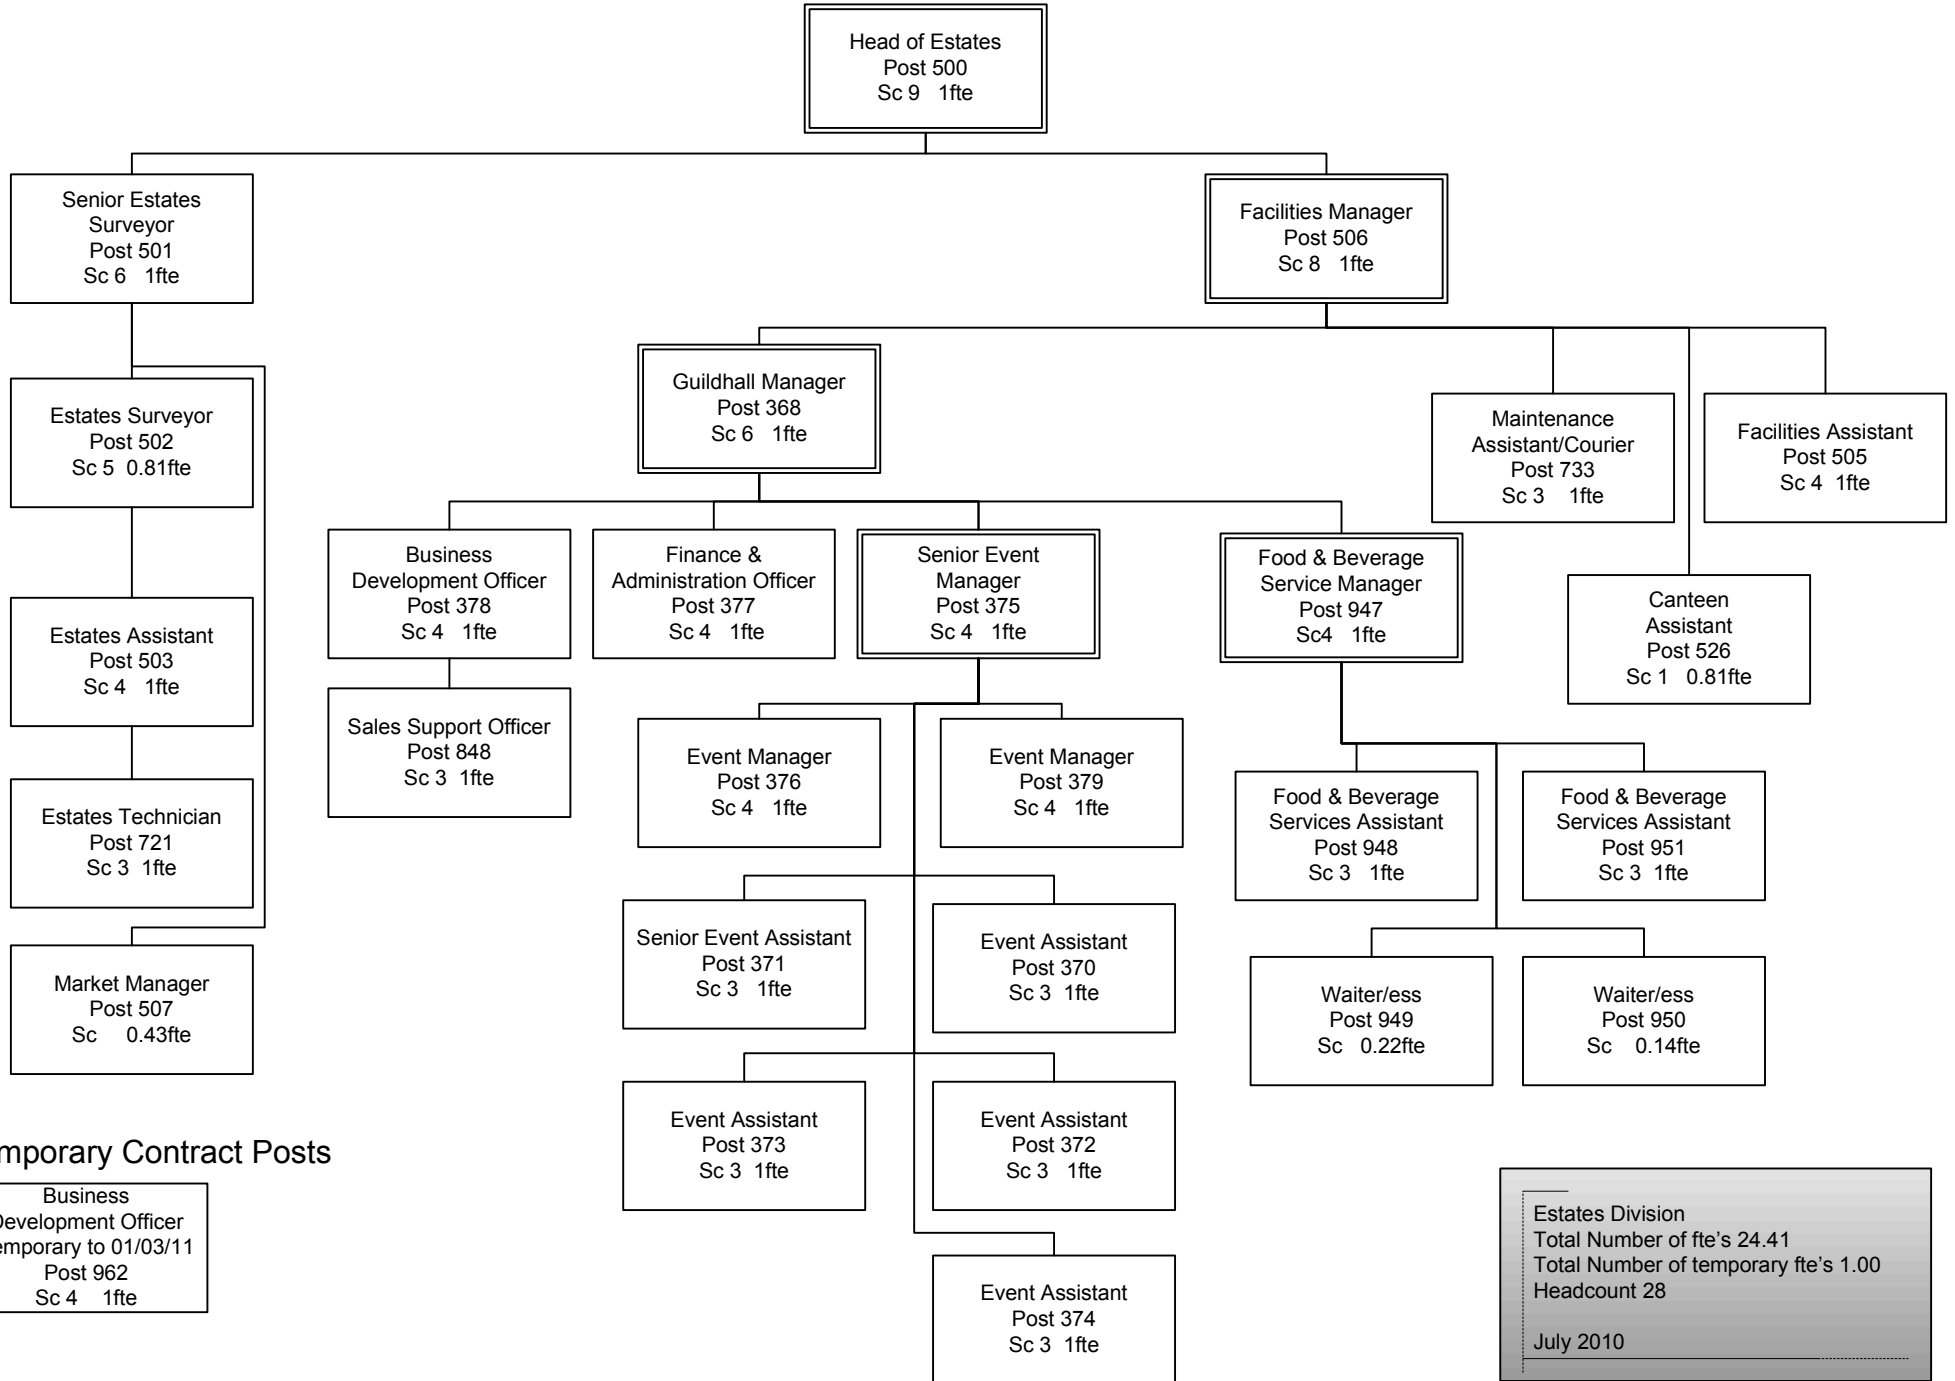 Head of Estates
Post 500
Sc 9 1fte
Senior Estates
Surveyor
Post 501
Sc 6 1fte
Facilities Manager
Post 506
Sc 8 1fte
Guildhall Manager
Post 368
Sc 6 1fte
Estates Surveyor
Post 502
Sc 5 0.81fte
Maintenance
Assistant/Courier
Post 733
Sc 3 1fte
Facilities Assistant
Post 505
Sc 4 1fte
Business
Development Officer
Post 378
Sc 4 1fte
Finance &
Administration Officer
Post 377
Sc 4 1fte
Senior Event
Manager
Post 375
Sc 4 1fte
Food & Beverage
Service Manager
Post 947
Sc4 1fte
Canteen
Assistant
Post 526
Sc 1 0.81fte
Estates Assistant
Post 503
Sc 4 1fte
Sales Support Officer
Post 848
Sc 3 1fte
Event Manager
Post 376
Sc 4 1fte
Event Manager
Post 379
Sc 4 1fte
Food & Beverage
Services Assistant
Post 948
Sc 3 1fte
Food & Beverage
Services Assistant
Post 951
Sc 3 1fte
Estates Technician
Post 721
Sc 3 1fte
Senior Event Assistant
Post 371
Sc 3 1fte
Event Assistant
Post 370
Sc 3 1fte
Market Manager
Post 507
Sc 0.43fte
Waiter/ess
Post 949
Sc 0.22fte
Waiter/ess
Post 950
Sc 0.14fte
Event Assistant
Post 373
Sc 3 1fte
Event Assistant
Post 372
Sc 3 1fte
mporary Contract Posts
Business
Development Officer
emporary to 01/03/11
Post 962
Sc 4 1fte
Event Assistant
Post 374
Sc 3 1fte
Estates Division
Total Number of fte's 24.41
Total Number of temporary fte's 1.00
Headcount 28
July 2010